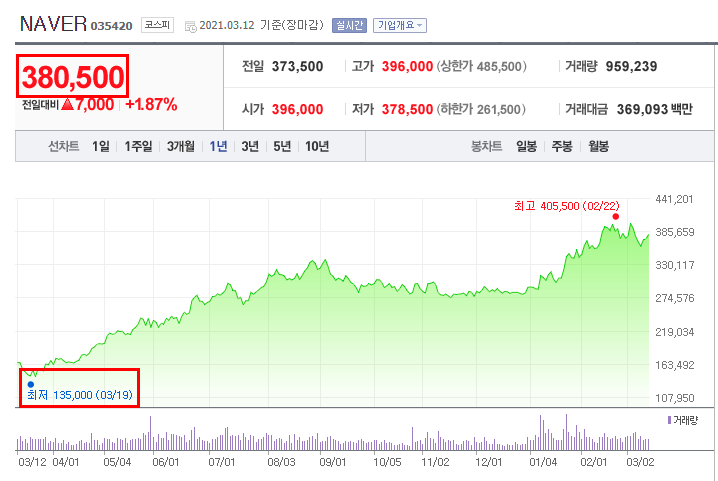 NAVER 035420 코스피 2021.03.12 기준(장마감) 실시간 기업개요
380,500
전일대비 ▲7,000 +1.87%
전일 373,500 고가 396,000 (상한가 485,500) 거래량 959,239
시가 396,000 저가 378,500 (하한가 261,500) 거래대금 369,093 백만
선차트 1일 1주일 3개월 1년 3년 5년 10년 봉차트 일봉 주봉 월봉
최고 405,500 (02/22)
441,201
385,659
330,117
274,576
219,034
163,492
107,950
최저 135,000 (03/19)
거래량
03/12 04/01 05/04 06/01 07/01 08/03 09/01 10/05 11/02 12/01 01/04 02/01 03/02